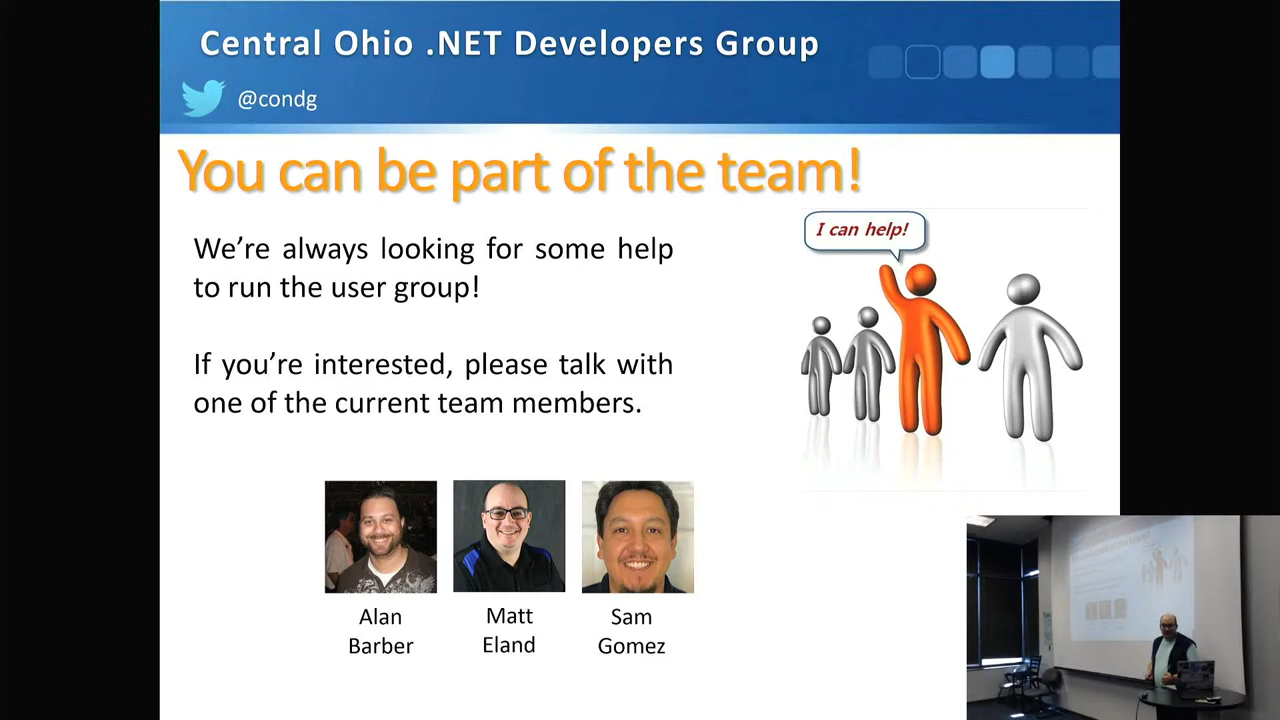 Central Ohio .NET Developers Group
@condg
You can be part of the team!
I can help!
We're always looking for some help
to run the user group!
If you're interested, please talk with
one of the current team members.
Alan
Barber
Matt
Eland
Sam
Gomez